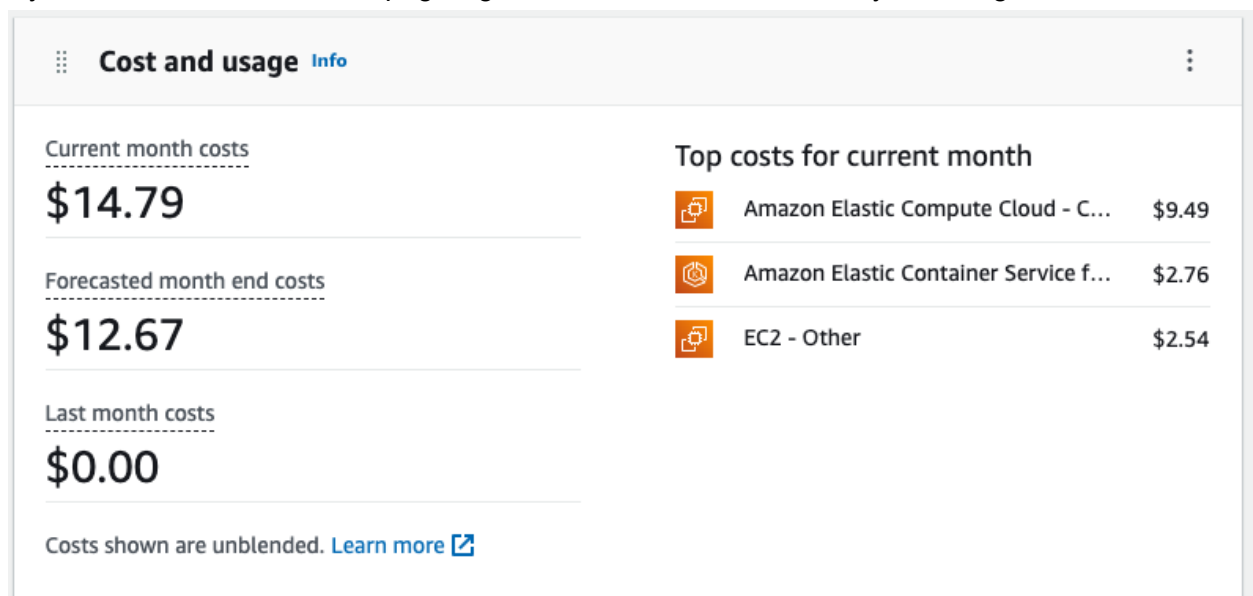 Cost and usage Info
Current month costs
$14.79
Forecasted month end costs
$12.67
Last month costs
$0.00
Costs shown are unblended. Learn more
Top costs for current month
Amazon Elastic Compute Cloud - C... $9.49
Amazon Elastic Container Service f... $2.76
EC2 - Other $2.54